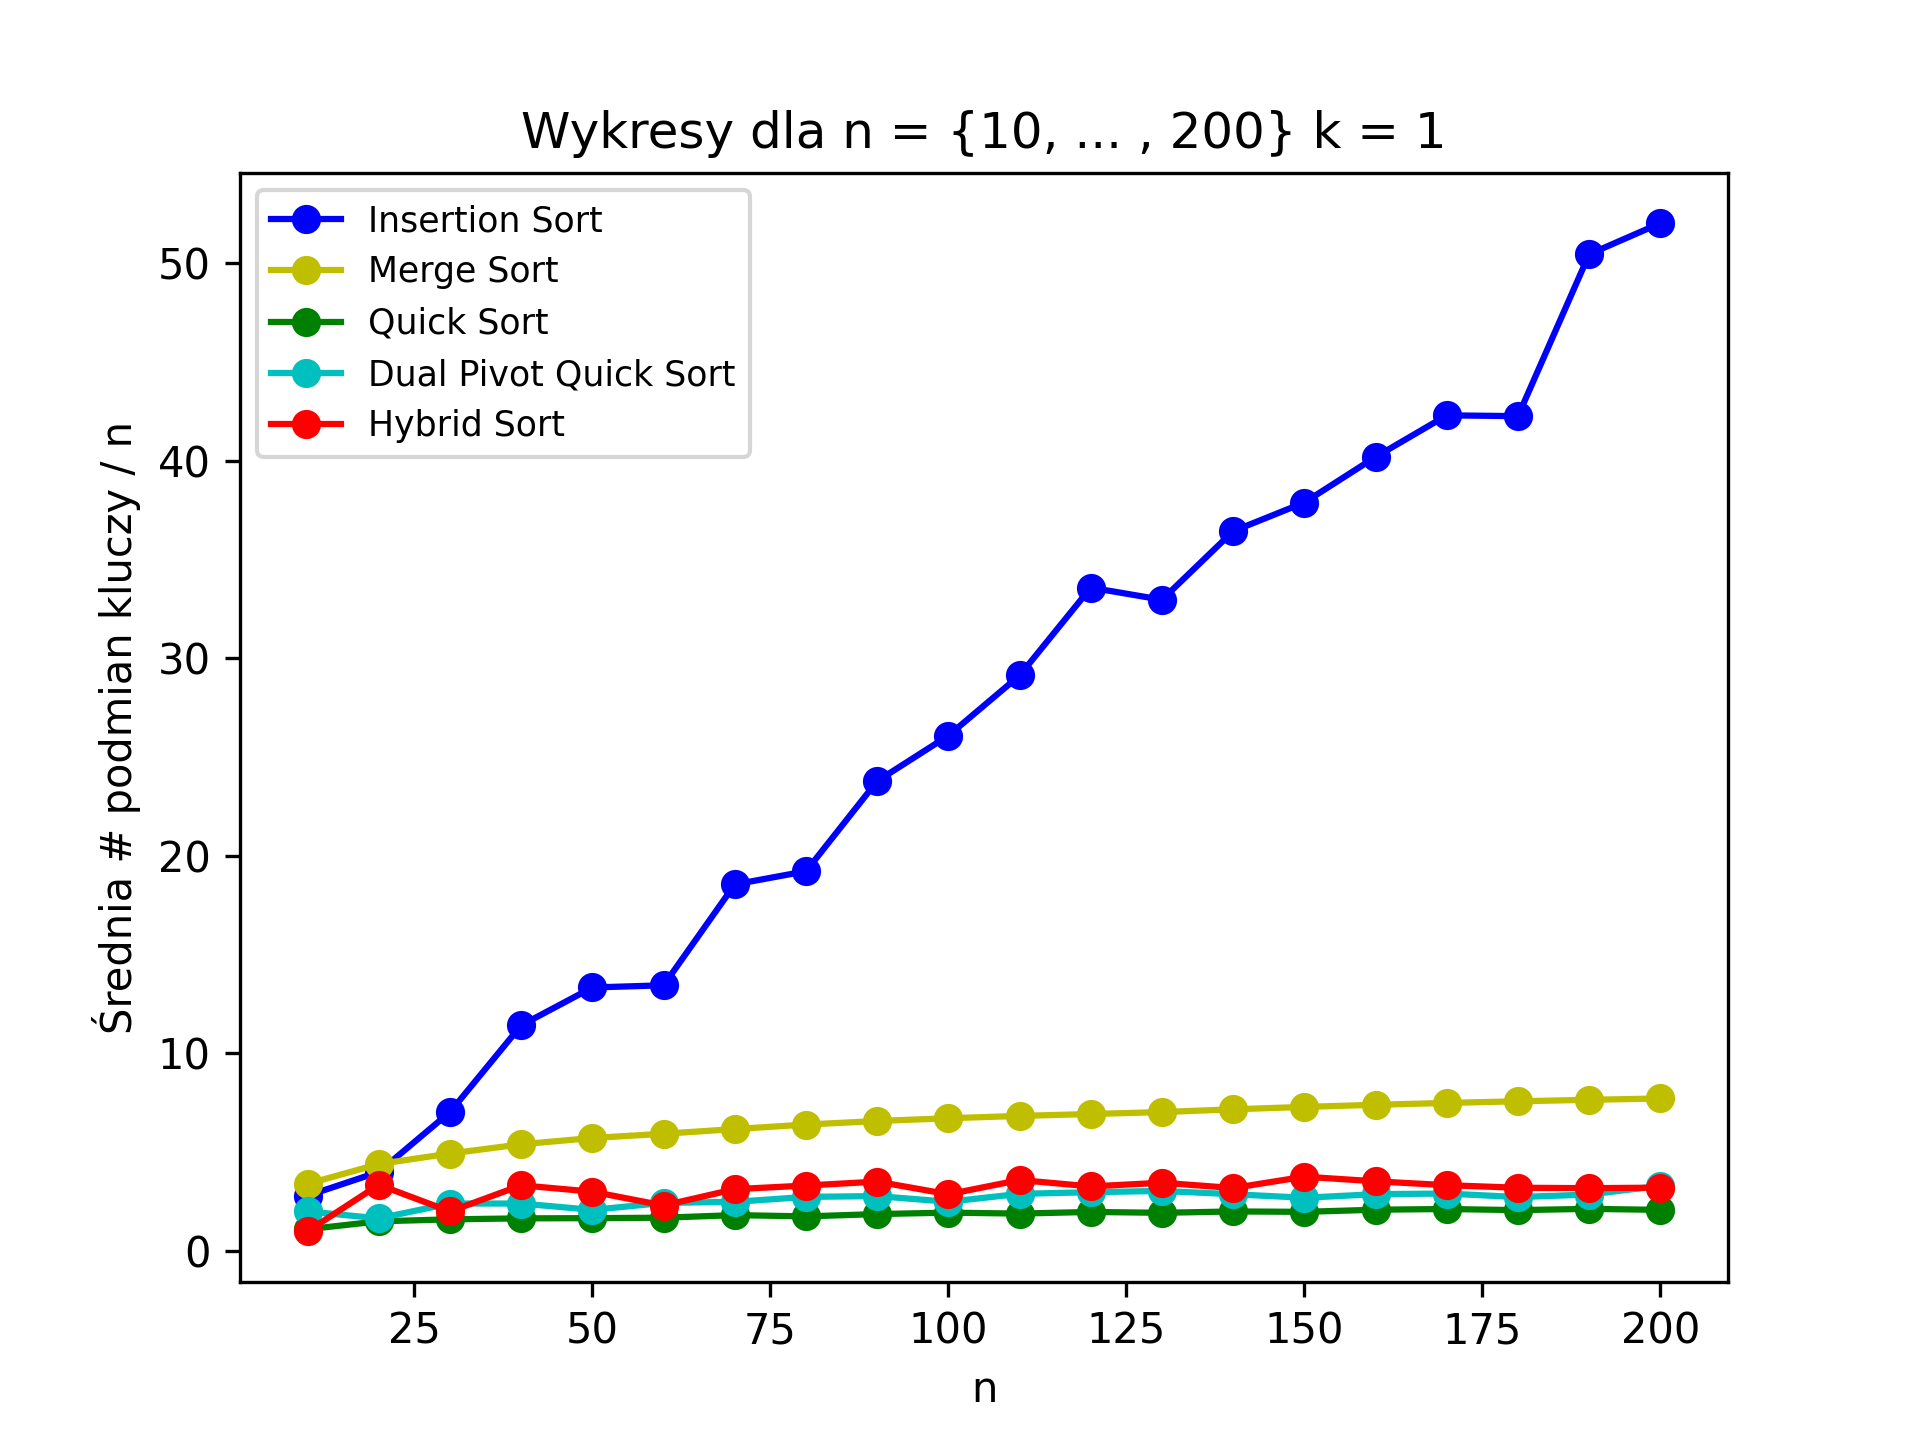 Wykresy dla n = {10, ... , 200} k = 1
Insertion Sort
Merge Sort
Quick Sort
Dual Pivot Quick Sort
Hybrid Sort
Średnia # podmian kluczy / n
50
40
30
20
10
0
25 50 75 100 125 150 175 200
n